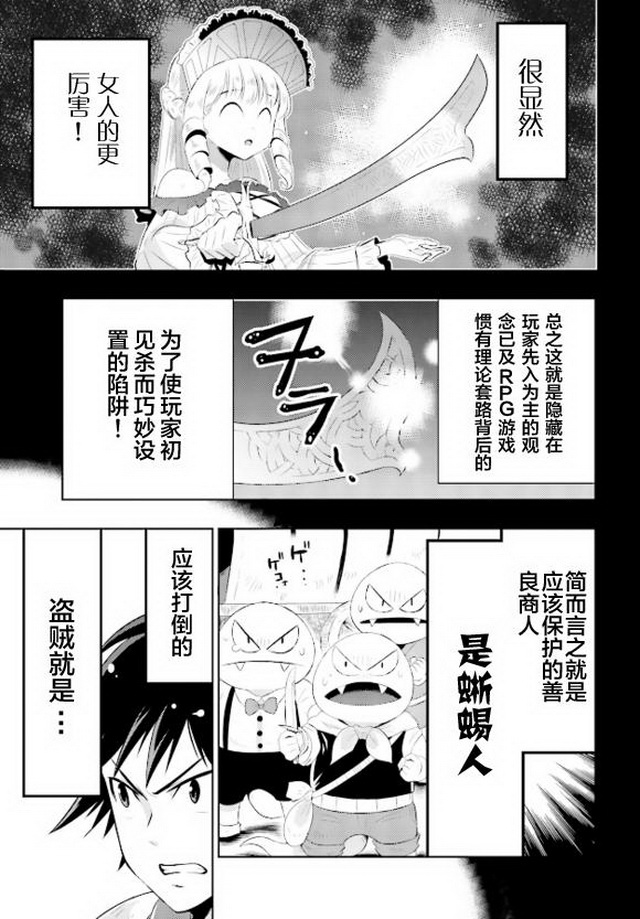 很显然
女人的更
厉害！
总之这就是隐藏在
玩家先入为主的观
念已及RPG游戏
惯有理论套路背后的
为了使玩家初
见杀而巧妙设
置的陷阱！
简而言之就是
应该保护的善
良商人
是蜥蜴人
ゲコ
ゲコ
应该打倒的
盗贼就是…